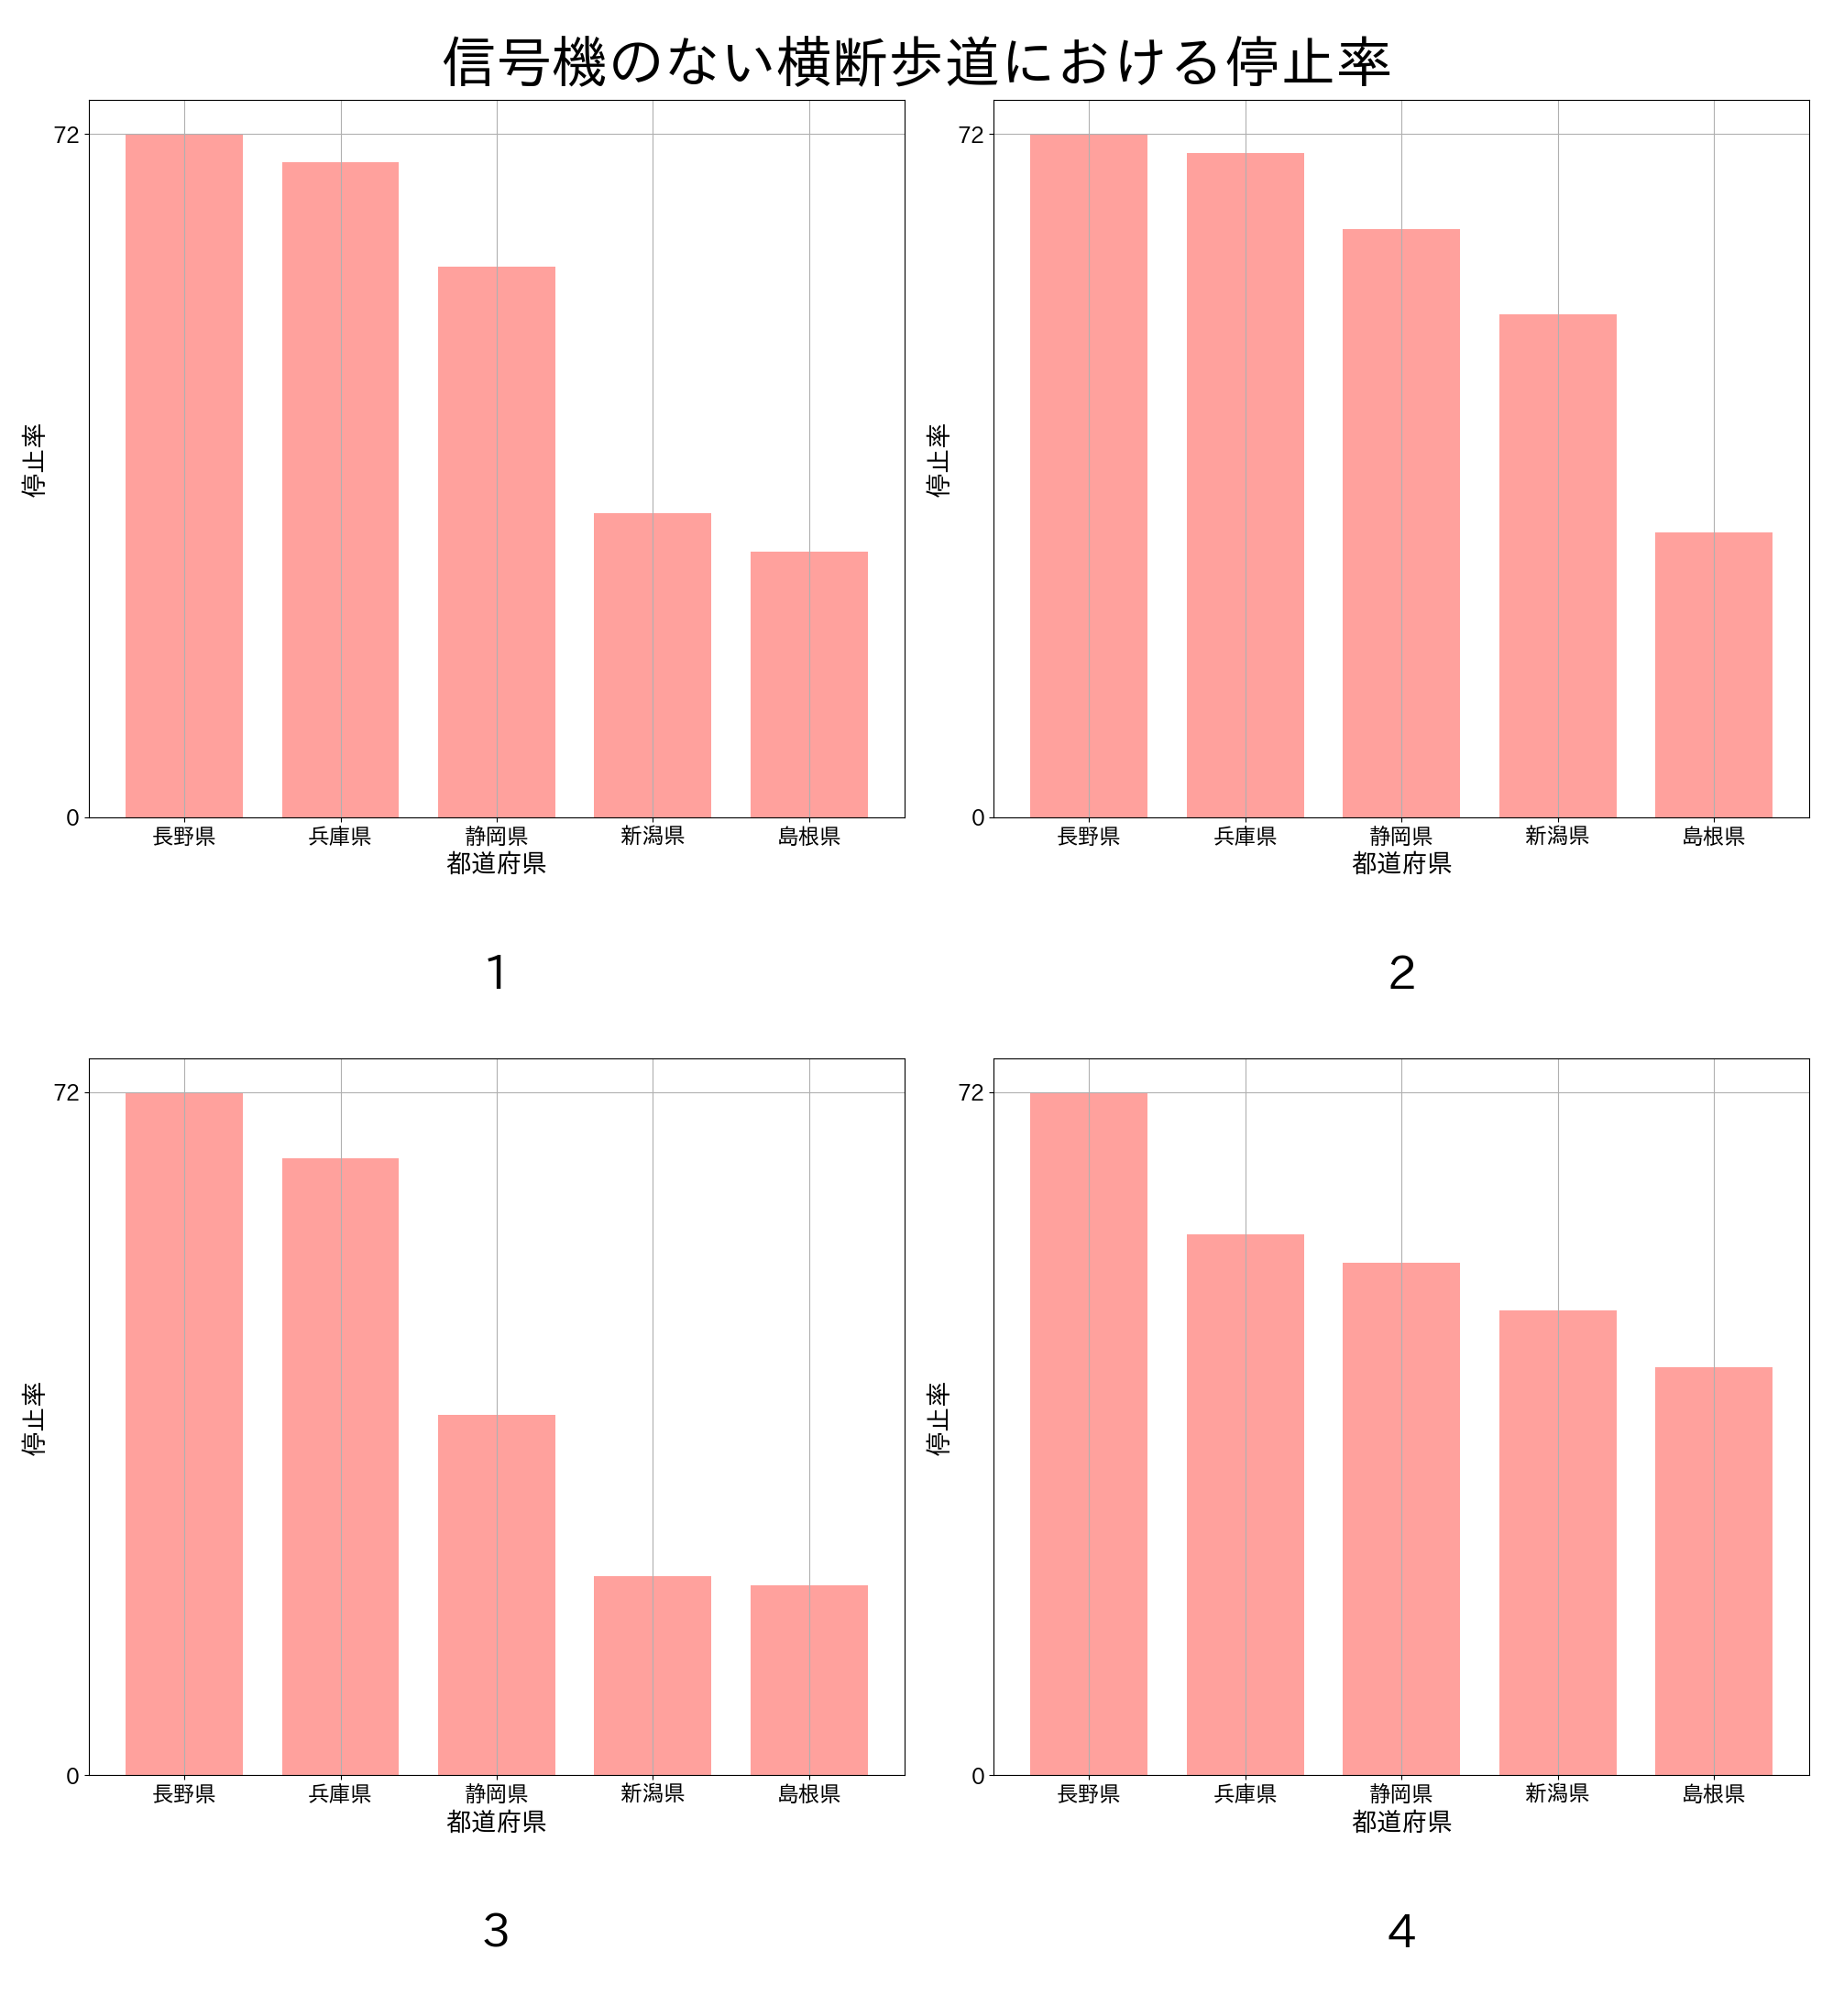 信号機のない横断歩道における停止率
72
停止率
0
長野県 兵庫県 静岡県 新潟県 島根県
都道府県
1
72
停止率
0
長野県 兵庫県 静岡県 新潟県 島根県
都道府県
2
72
停止率
0
長野県 兵庫県 静岡県 新潟県 島根県
都道府県
3
72
停止率
0
長野県 兵庫県 静岡県 新潟県 島根県
都道府県
4